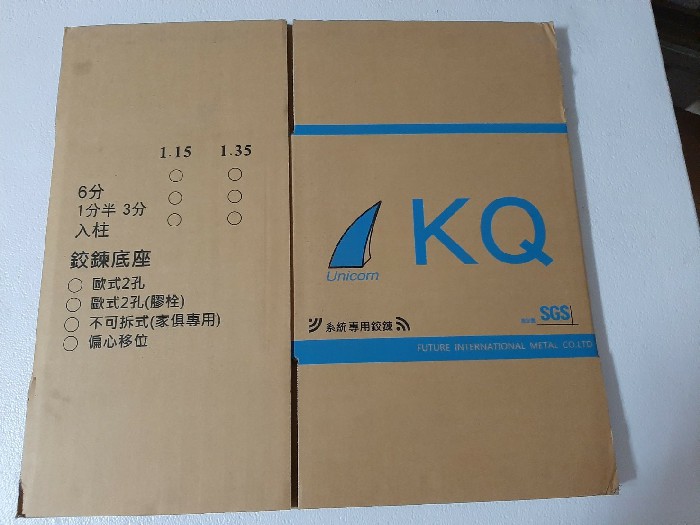 1.15 1.35
6分
1分半 3分
入柱
鉸鍊底座
歐式2孔
歐式2孔(膠栓)
不可拆式(家俱專用)
偏心移位
KQ
Unicom
系統專用鉸鍊
SGS
FUTURE INTERNATIONAL METAL CO.LTD